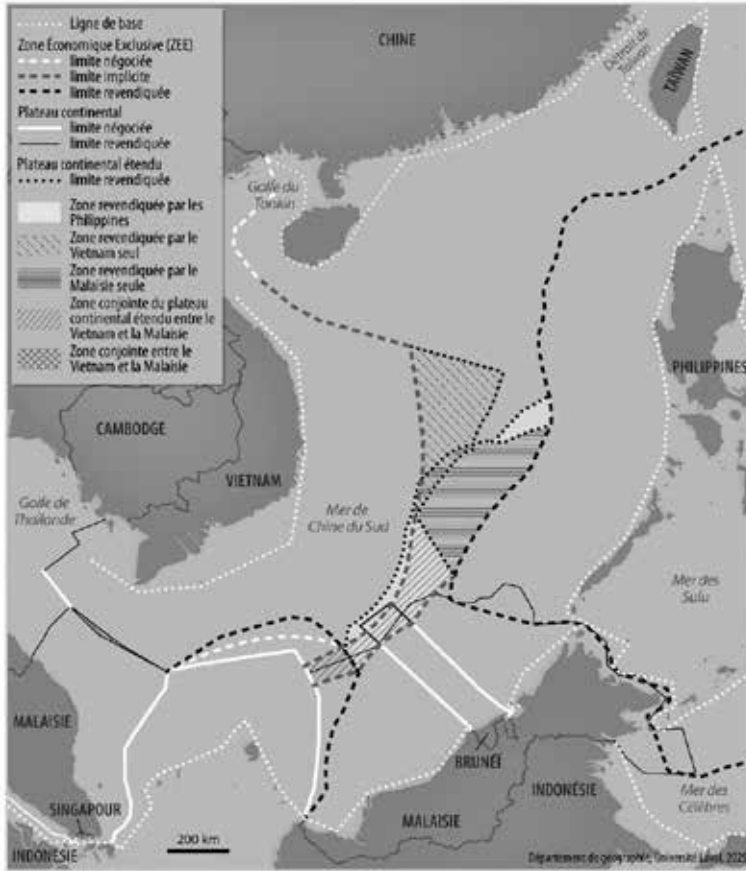 Ligne de base
Zone Économique Exclusive (ZEE)
limite négociée
limite implicite
limite revendiquée
Plateau continental
limite négociée
limite revendiquée
Plateau continental étendu
limite revendiquée
Zone revendiquée par les
Philippines
Zone revendiquée par le
Vietnam seul
Zone revendiquée par le
Malaisie seule
Zone conjointe du plateau
continental étendu entre le
Vietnam et la Malaisie
Zone conjointe entre le
Vietnam et la Malaisie
CHINE
Détroit de
Taiwan
TAÏWAN
Golfe du
Tonkin
PHILIPPINES
CAMBODGE
VIETNAM
Golfe de
Thaïlande
Mer de
Chine du Sud
Mer des
Sulu
MALAISIE
BRUNÉI
INDONÉSIE
Mer des
Célèbres
SINGAPOUR
MALAISIE
200 km
INDONÉSIE
Département de géographie, Université Laval,